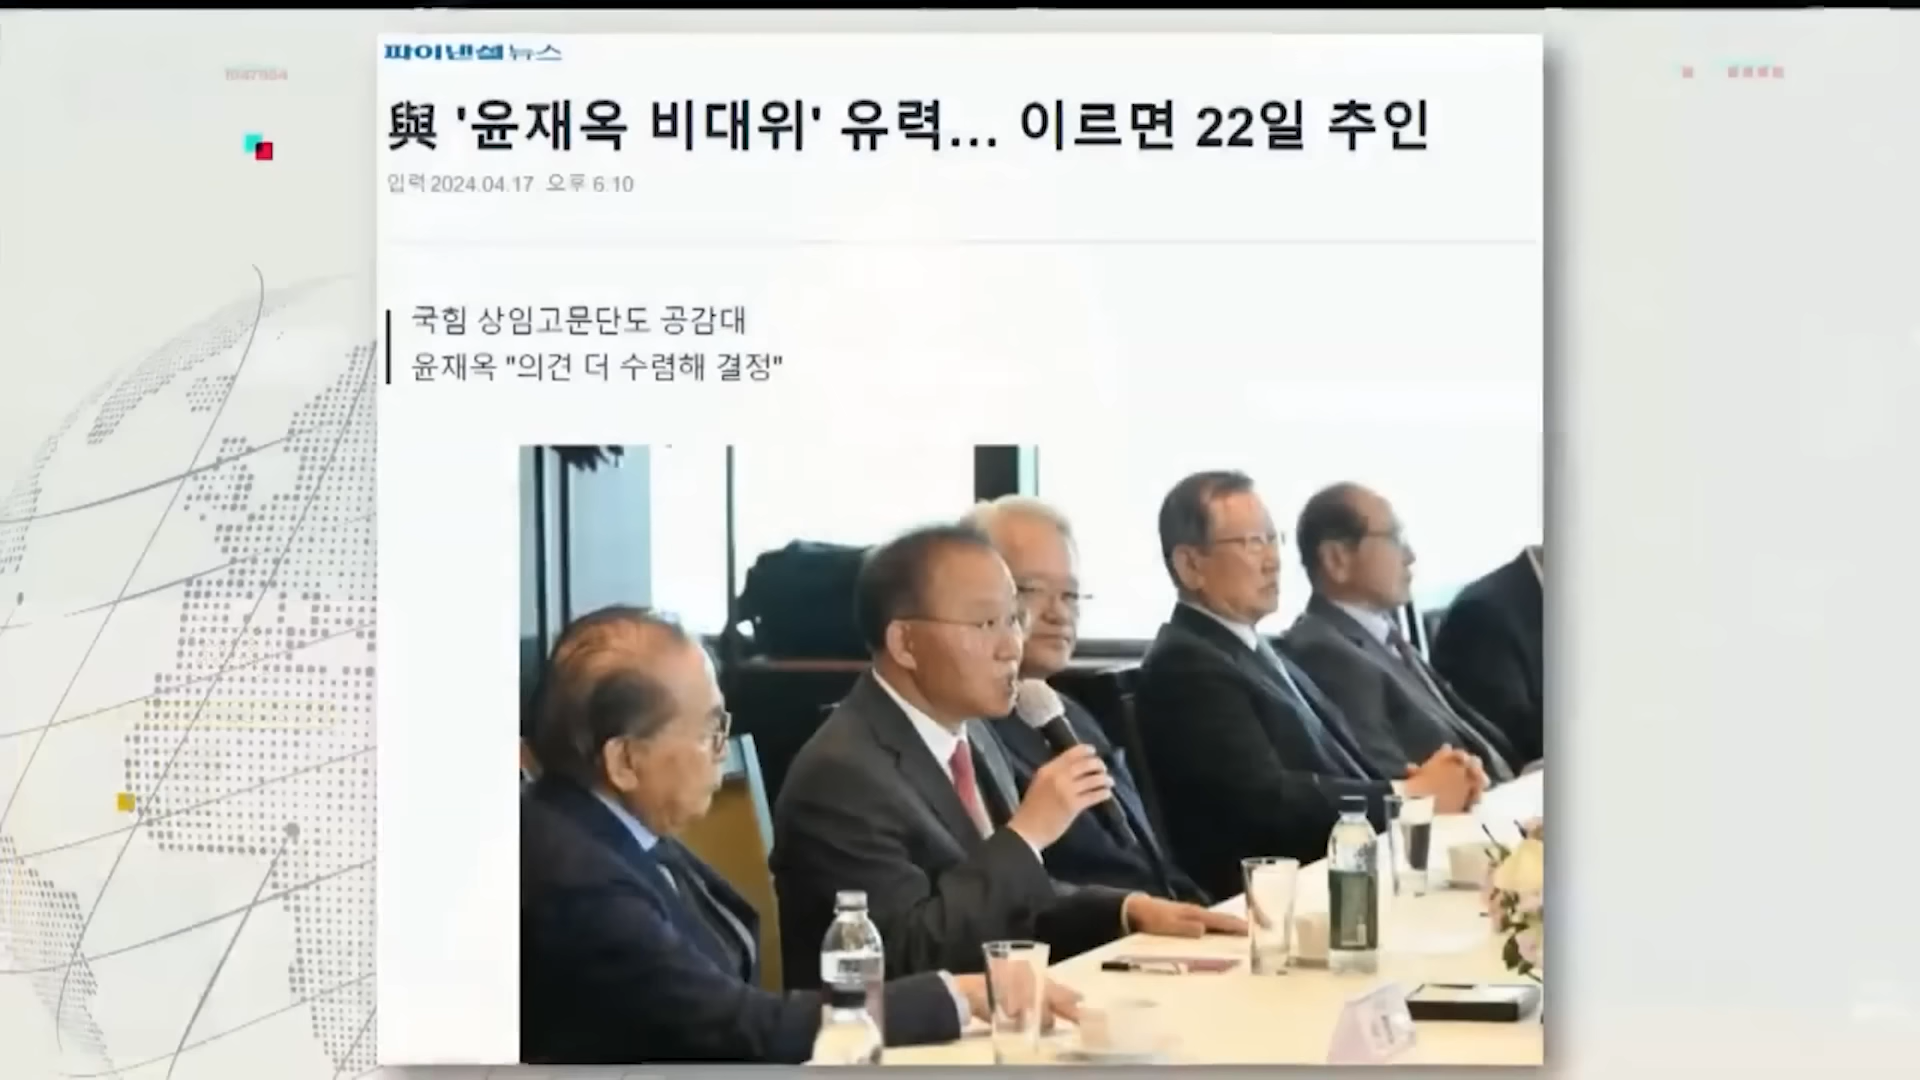 파이낸셜뉴스
與 '윤재옥 비대위' 유력... 이르면 22일 추인
입력 2024.04.17. 오후 6:10
국힘 상임고문단도 공감대
윤재옥 "의견 더 수렴해 결정"